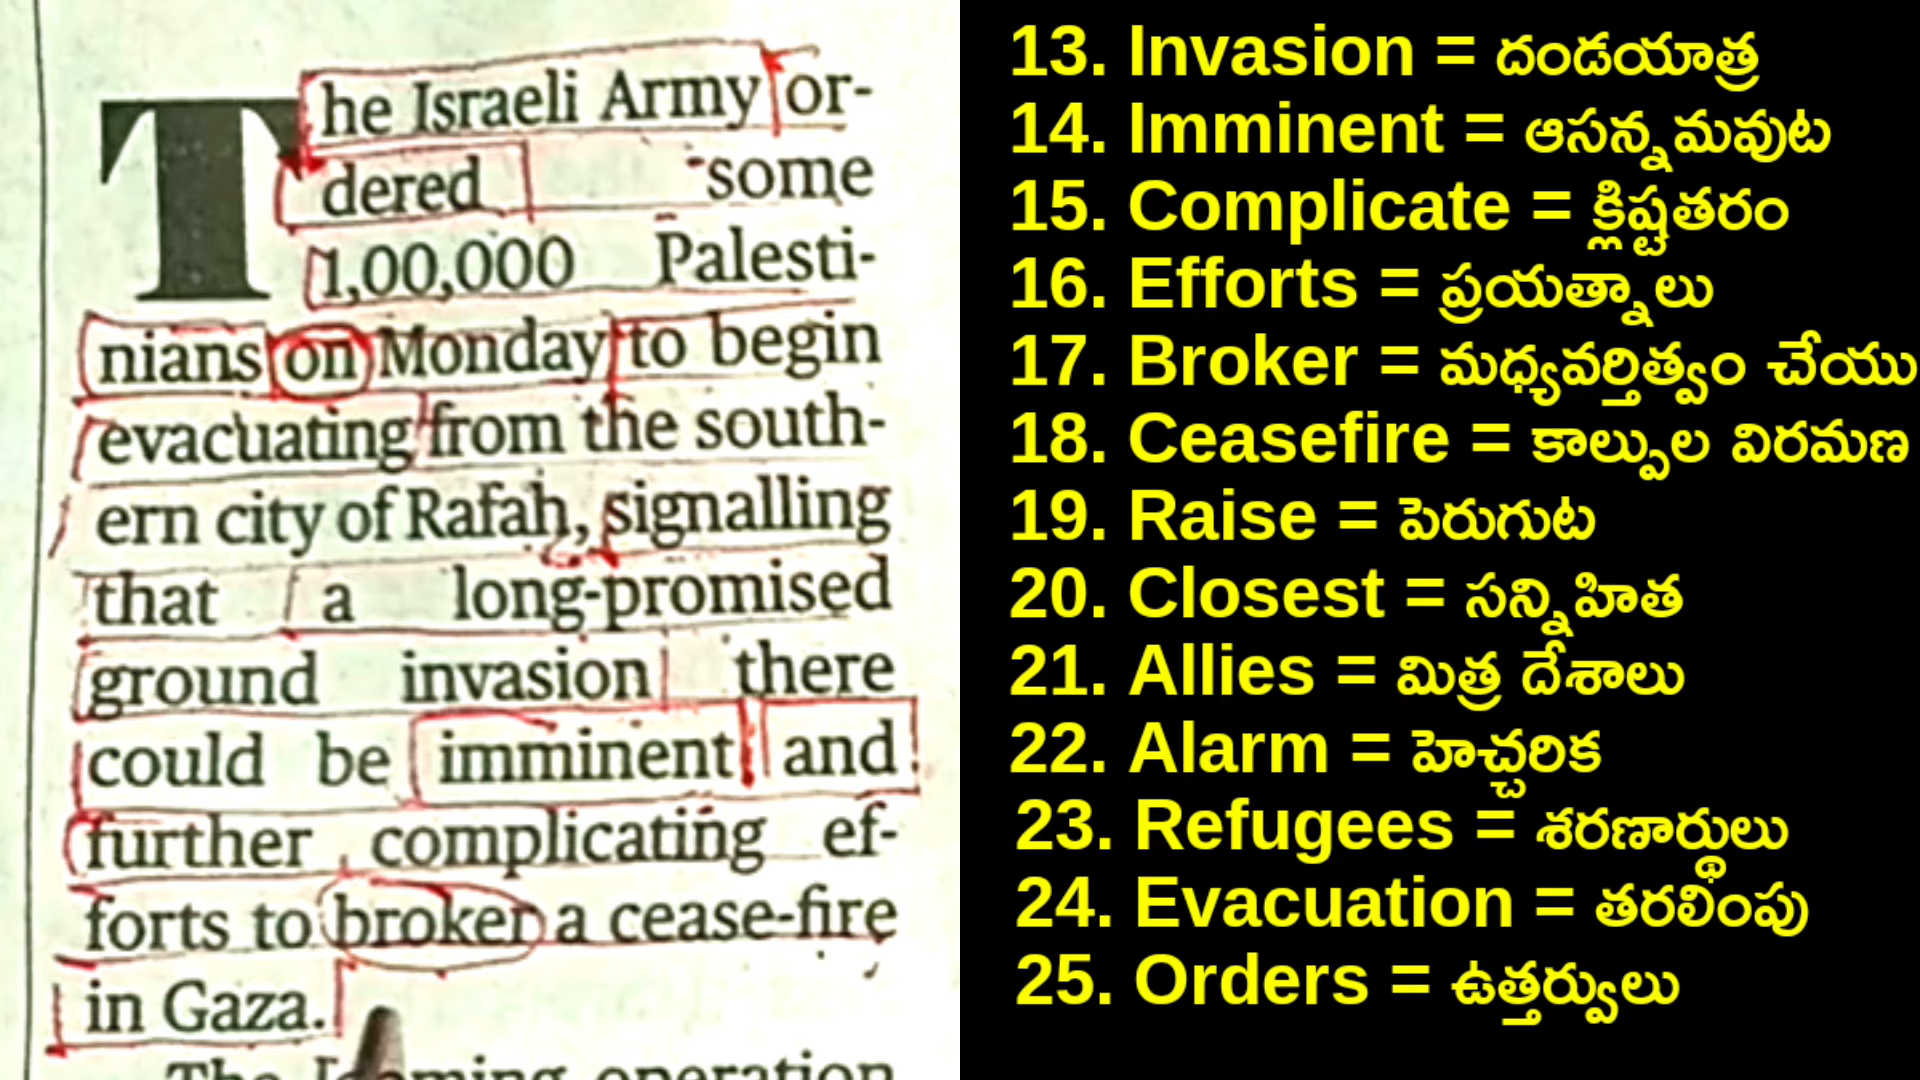 The Israeli Army or-
dered some
1,00,000 Palesti-
nians on Monday to begin
evacuating from the south-
ern city of Rafah, signalling
that a long-promised
ground invasion there
could be imminent and
further complicating ef-
forts to broker a cease-fire
in Gaza.
The looming operation
13. Invasion = దండయాత్ర
14. Imminent = ఆసన్నమవుట
15. Complicate = క్లిష్టతరం
16. Efforts = ప్రయత్నాలు
17. Broker = మధ్యవర్తిత్వం చేయు
18. Ceasefire = కాల్పుల విరమణ
19. Raise = పెరుగుట
20. Closest = సన్నిహిత
21. Allies = మిత్ర దేశాలు
22. Alarm = హెచ్చరిక
23. Refugees = శరణార్థులు
24. Evacuation = తరలింపు
25. Orders = ఉత్తర్వులు